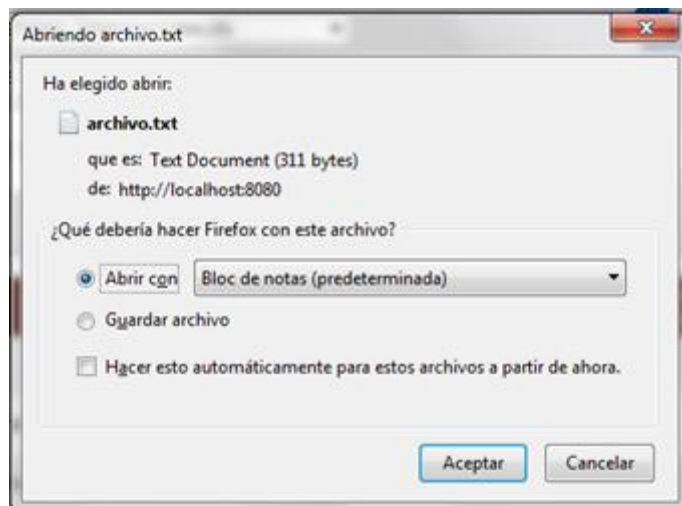 Abriendo archivo.txt
Ha elegido abrir:
archivo.txt
que es: Text Document (311 bytes)
de: http://localhost:8080
¿Qué debería hacer Firefox con este archivo?
Abrir con Bloc de notas (predeterminada)
Guardar archivo
Hacer esto automáticamente para estos archivos a partir de ahora.
Aceptar Cancelar